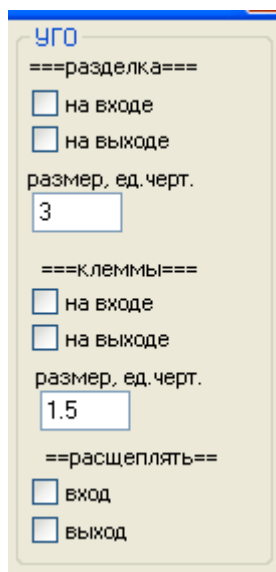 УГО
===разделка===
на входе
на выходе
размер, ед.черт.
3
===клеммы===
на входе
на выходе
размер, ед.черт.
1.5
==расщеплять==
вход
выход